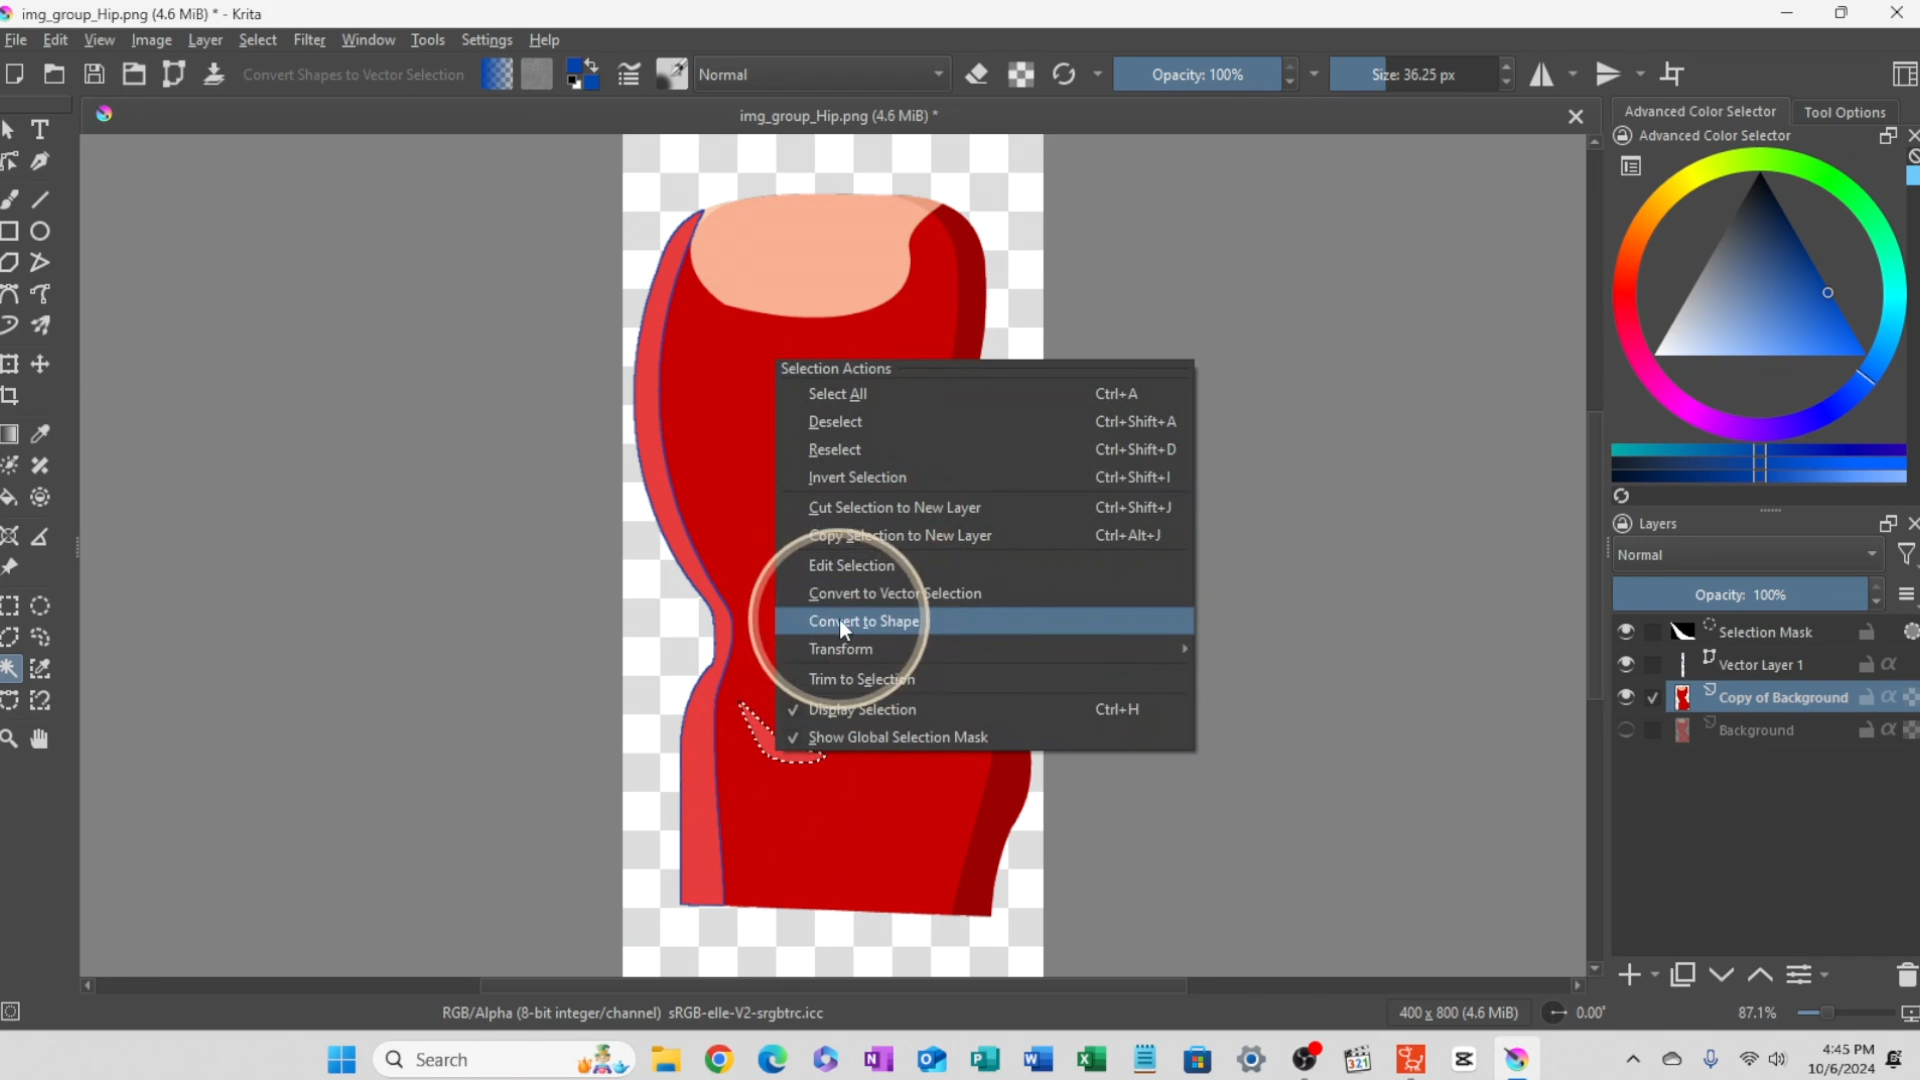 img_group_Hip.png (4.6 MiB) * - Krita
File Edit View Image Layer Select Filter Tools Window Tools Settings Help
Convert Shapes to Vector Selection
Normal
Opacity: 100%
Size: 36.25 px
img_group_Hip.png (4.6 MiB) *
Advanced Color Selector
Tool Options
Advanced Color Selector
Selection Actions
Select All Ctrl+A
Deselect Ctrl+Shift+A
Reselect Ctrl+Shift+D
Invert Selection Ctrl+Shift+I
Cut Selection to New Layer Ctrl+Shift+J
Copy Selection to New Layer Ctrl+Alt+J
Edit Selection
Convert to Vector Selection
Convert to Shape
Transform
Trim to Selection
Display Selection Ctrl+H
Show Global Selection Mask
Layers
Normal
Opacity: 100%
Selection Mask
Vector Layer 1
Copy of Background
Background
RGB/Alpha (8-bit integer/channel) sRGB-elle-V2-srgbtrc.icc
400 x 800 (4.6 MiB)
0.00°
87.1%
Search
321
4:45 PM
10/6/2024